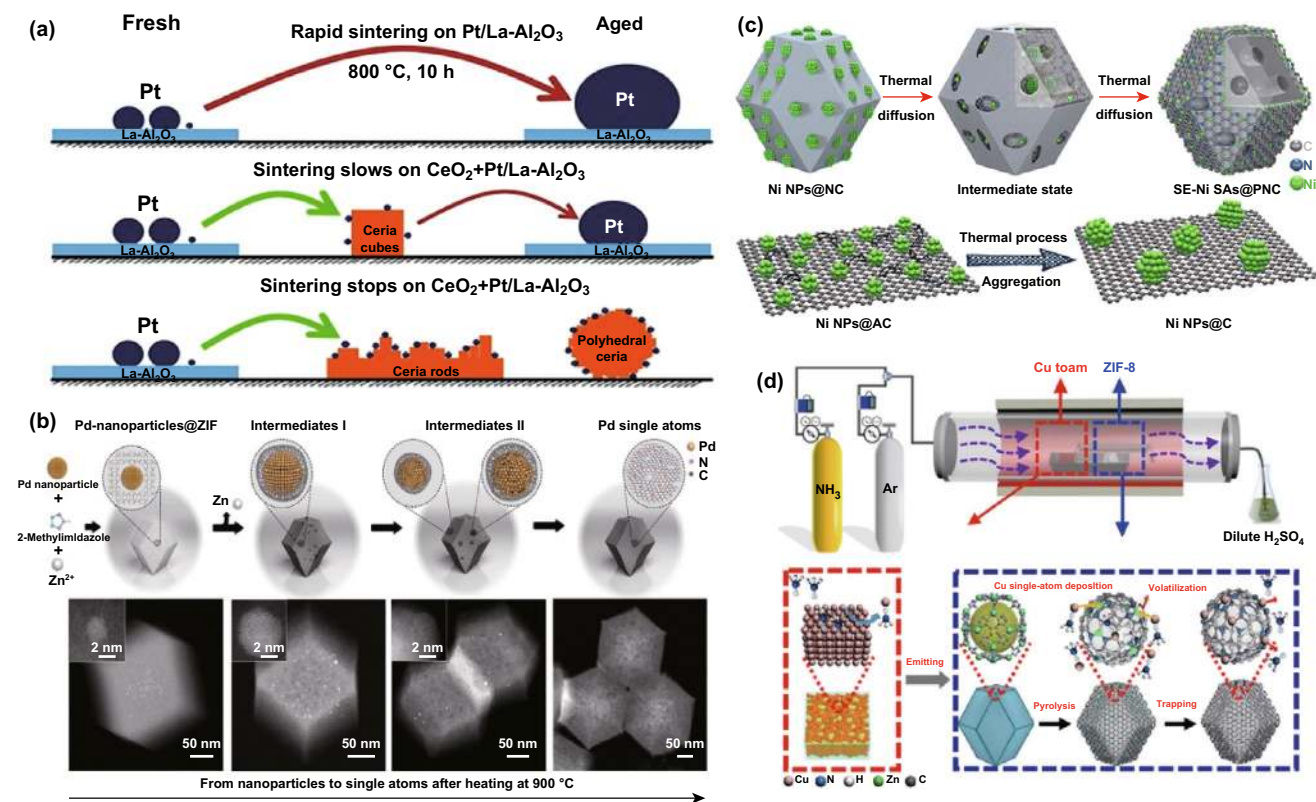 (a)
Fresh
Aged
Rapid sintering on Pt/La-Al₂O₃
800 °C, 10 h
Pt
Pt
La-Al₂O₃
La-Al₂O₃
Sintering slows on CeO₂+Pt/La-Al₂O₃
Pt
Ceria
cubes
Pt
La-Al₂O₃
La-Al₂O₃
Sintering stops on CeO₂+Pt/La-Al₂O₃
Pt
Polyhedral
ceria
La-Al₂O₃
Ceria rods
(b)
Pd-nanoparticles@ZIF
Intermediates I
Intermediates II
Pd single atoms
Pd
N
C
Pd nanoparticle
+
2-MethylimIdazole
+
Zn²⁺
Zn
2 nm
2 nm
2 nm
50 nm
50 nm
50 nm
50 nm
From nanoparticles to single atoms after heating at 900 °C
(c)
Thermal
diffusion
Thermal
diffusion
C
N
Ni
Ni NPs@NC
Intermediate state
SE-Ni SAs@PNC
Thermal process
Aggregation
Ni NPs@AC
Ni NPs@C
(d)
Cu toam
ZIF-8
NH₃
Ar
Dilute H₂SO₄
Emitting
Cu single-atom deposItIon
Volatilization
Pyrolysis
Trapping
Cu
N
H
Zn
C